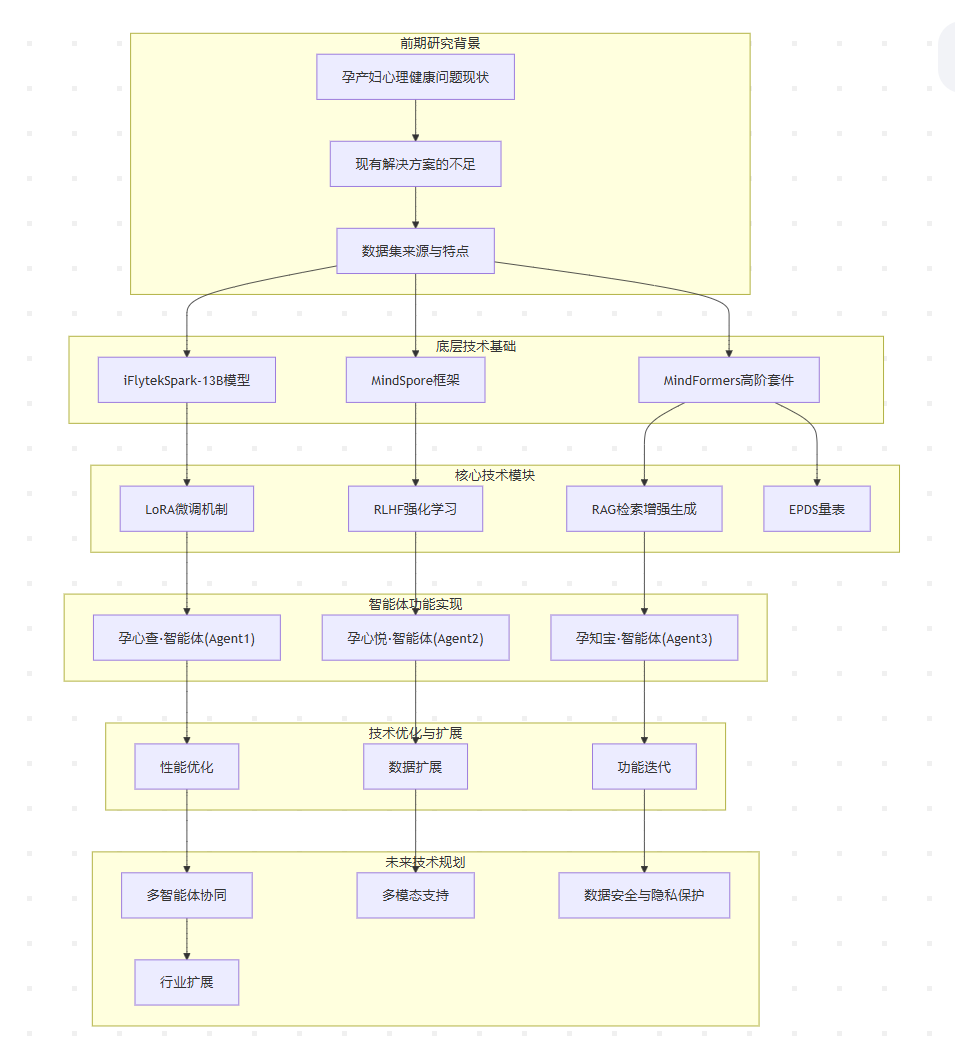 前期研究背景
孕产妇心理健康问题现状
现有解决方案的不足
数据集来源与特点
底层技术基础
iFlytekSpark-13B模型
MindSpore框架
MindFormers高阶套件
核心技术模块
LoRA微调机制
RLHF强化学习
RAG检索增强生成
EPDS量表
智能体功能实现
孕心查·智能体(Agent1)
孕心悦·智能体(Agent2)
孕知宝·智能体(Agent3)
技术优化与扩展
性能优化
数据扩展
功能迭代
未来技术规划
多智能体协同
多模态支持
数据安全与隐私保护
行业扩展